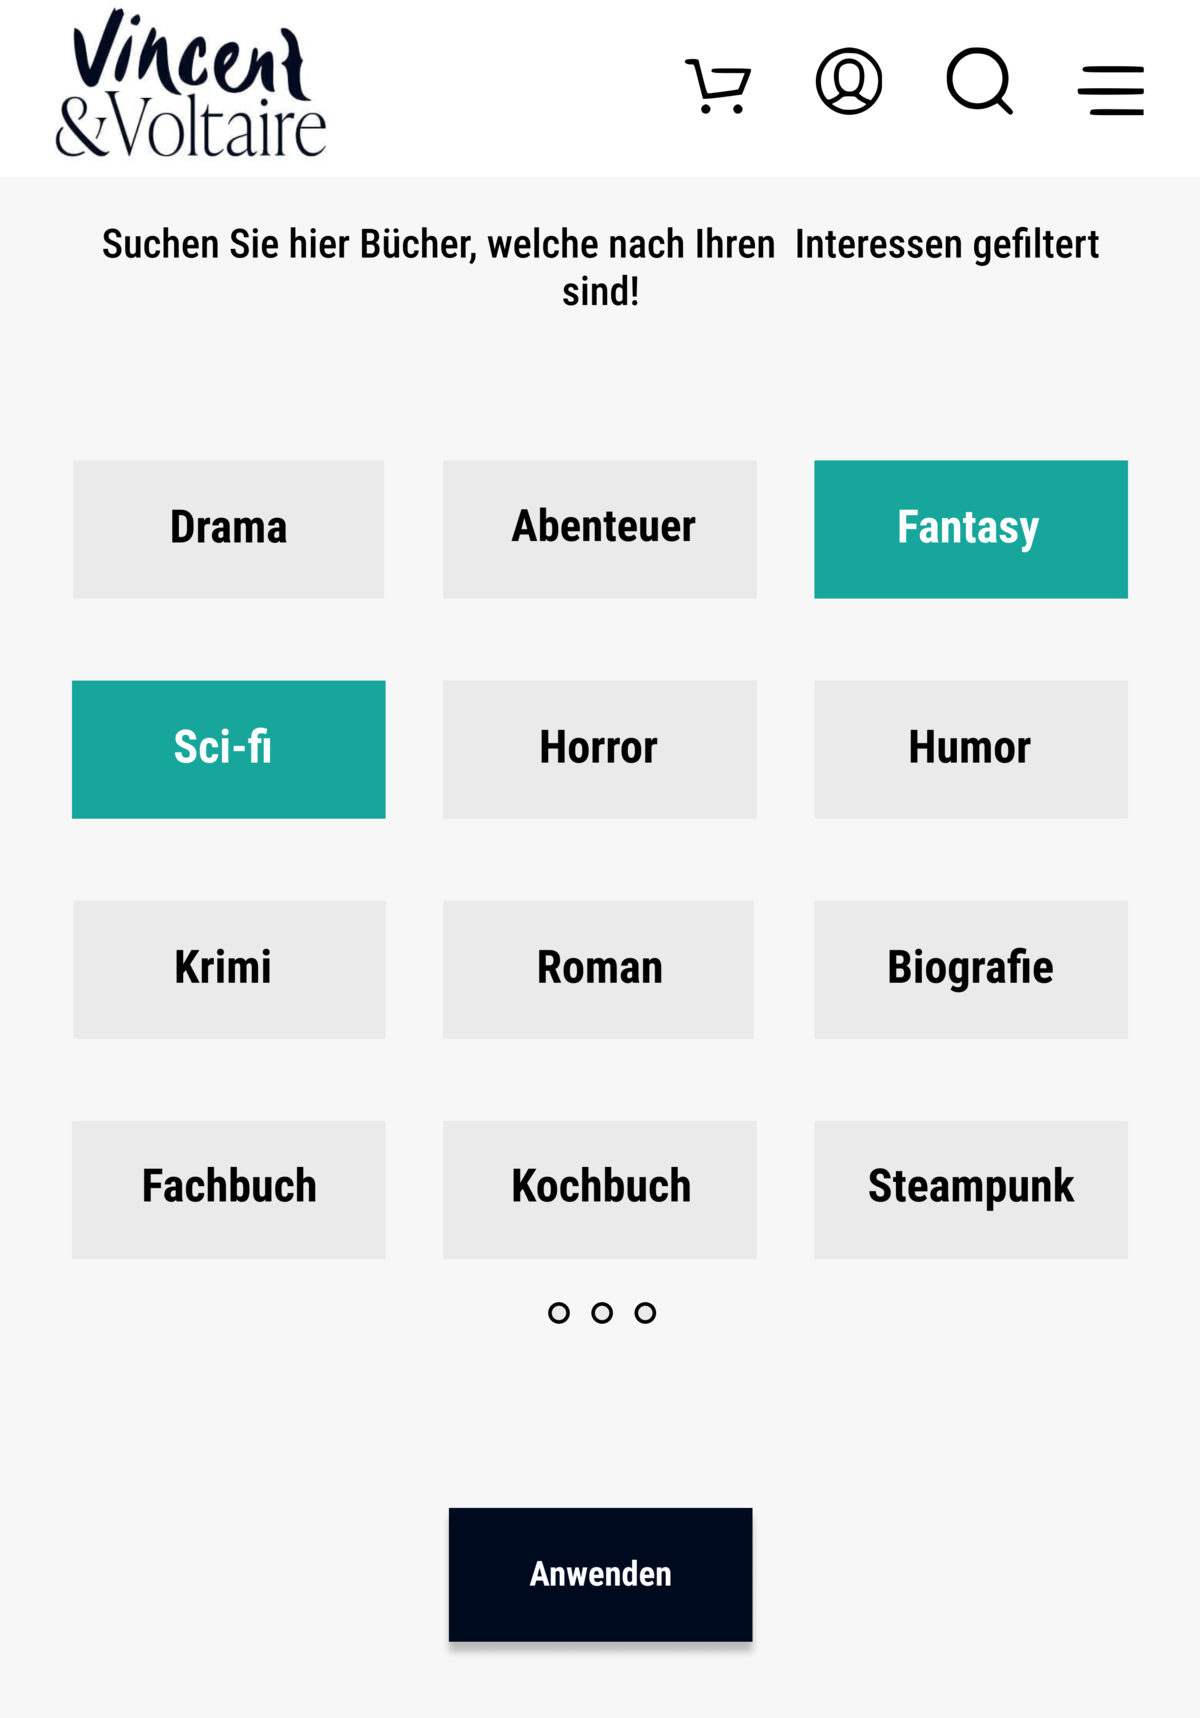 Vincent
&Voltaire
Suchen Sie hier Bücher, welche nach Ihren  Interessen gefiltert
sind!
Drama Abenteuer Fantasy
Sci-fi Horror Humor
Krimi Roman Biografie
Fachbuch Kochbuch Steampunk
Anwenden